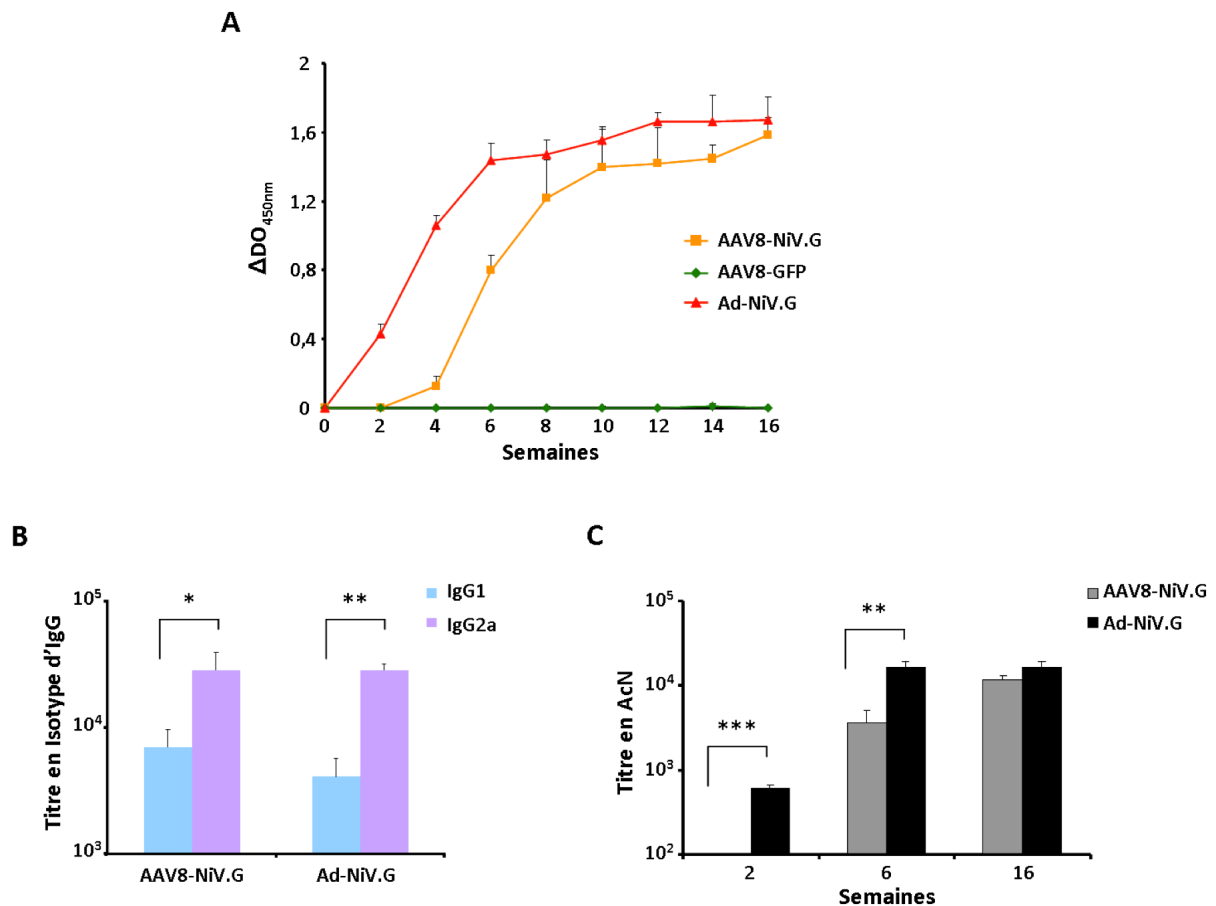 A
2
1,6
1,2
0,8
0,4
0
ΔDO450nm
0 2 4 6 8 10 12 14 16
Semaines
AAV8-NiV.G
AAV8-GFP
Ad-NiV.G
B
Titre en Isotype d'IgG
10^5
10^4
10^3
*
**
IgG1
IgG2a
AAV8-NiV.G Ad-NiV.G
C
Titre en AcN
10^5
10^4
10^3
10^2
***
**
AAV8-NiV.G
Ad-NiV.G
2 6 16
Semaines